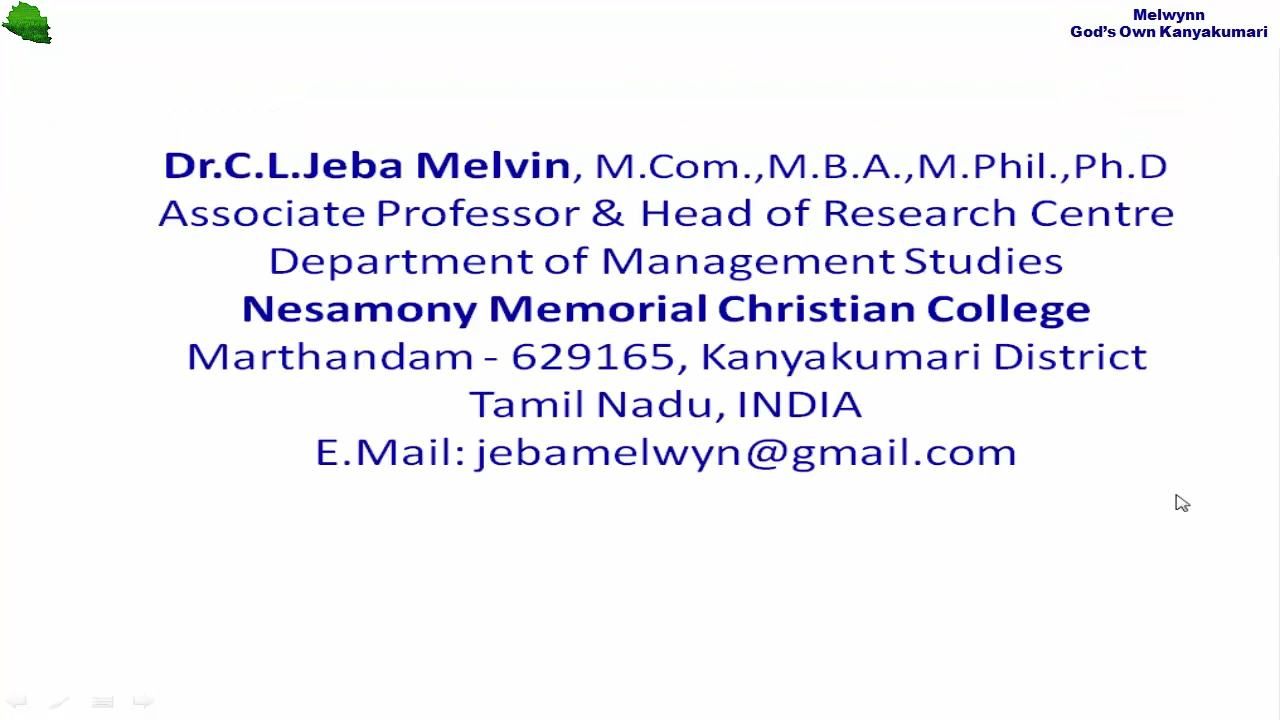 Melwynn
God's Own Kanyakumari
Dr.C.L.Jeba Melvin, M.Com.,M.B.A.,M.Phil.,Ph.D
Associate Professor & Head of Research Centre
Department of Management Studies
Nesamony Memorial Christian College
Marthandam - 629165, Kanyakumari District
Tamil Nadu, INDIA
E.Mail: jebamelwyn@gmail.com